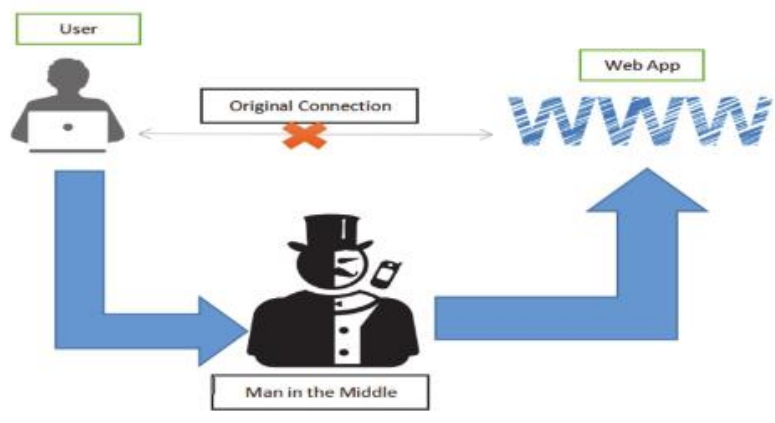 User
Web App
Original Connection
WWW
Man in the Middle